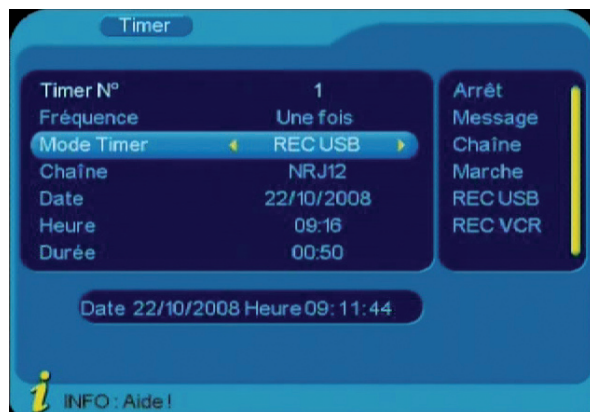 Timer
Timer N° 1
Fréquence Une fois
Mode Timer REC USB
Chaîne NRJ12
Date 22/10/2008
Heure 09:16
Durée 00:50
Arrêt
Message
Chaîne
Marche
REC USB
REC VCR
Date 22/10/2008 Heure 09:11:44
i INFO : Aide !